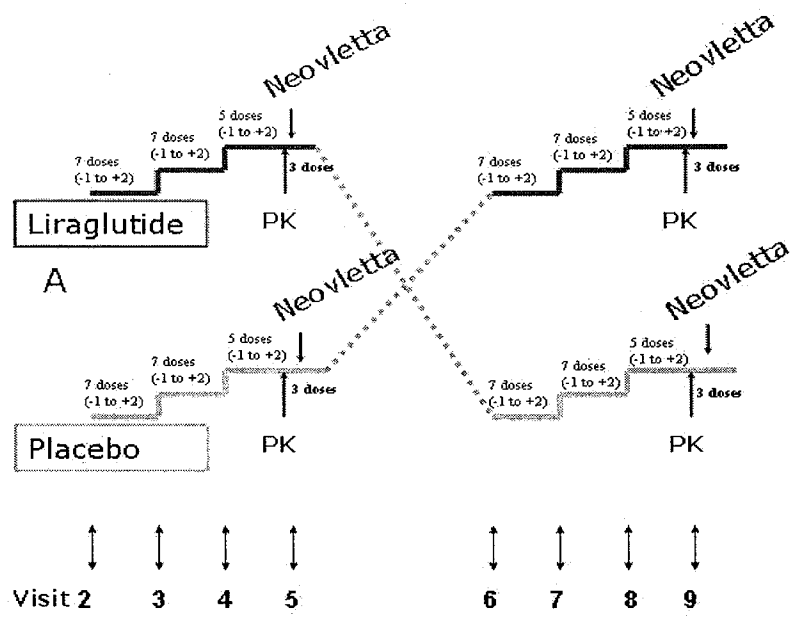 Neovletta
Neovletta
5 doses
(-1 to +2)
5 doses
(-1 to +2)
7 doses
(-1 to +2)
7 doses
(-1 to +2)
7 doses
(-1 to +2)
7 doses
(-1 to +2)
3 doses
3 doses
Liraglutide
PK
PK
A
Neovletta
Neovletta
5 doses
(-1 to +2)
5 doses
(-1 to +2)
7 doses
(-1 to +2)
7 doses
(-1 to +2)
7 doses
(-1 to +2)
7 doses
(-1 to +2)
3 doses
3 doses
Placebo
PK
PK
Visit 2 3 4 5 6 7 8 9